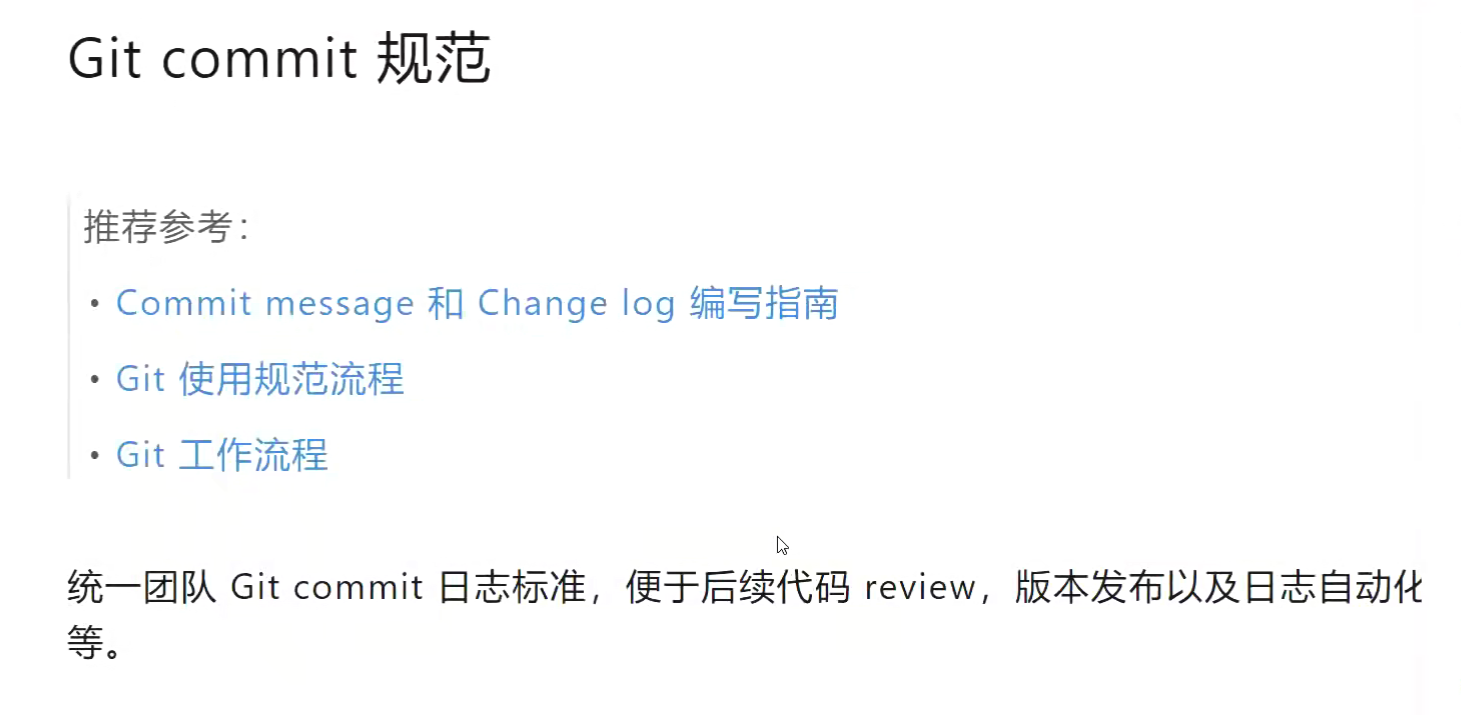 Git commit 规范
推荐参考：
• Commit message 和 Change log 编写指南
• Git 使用规范流程
• Git 工作流程
统一团队 Git commit 日志标准，便于后续代码 review，版本发布以及日志自动化
等。